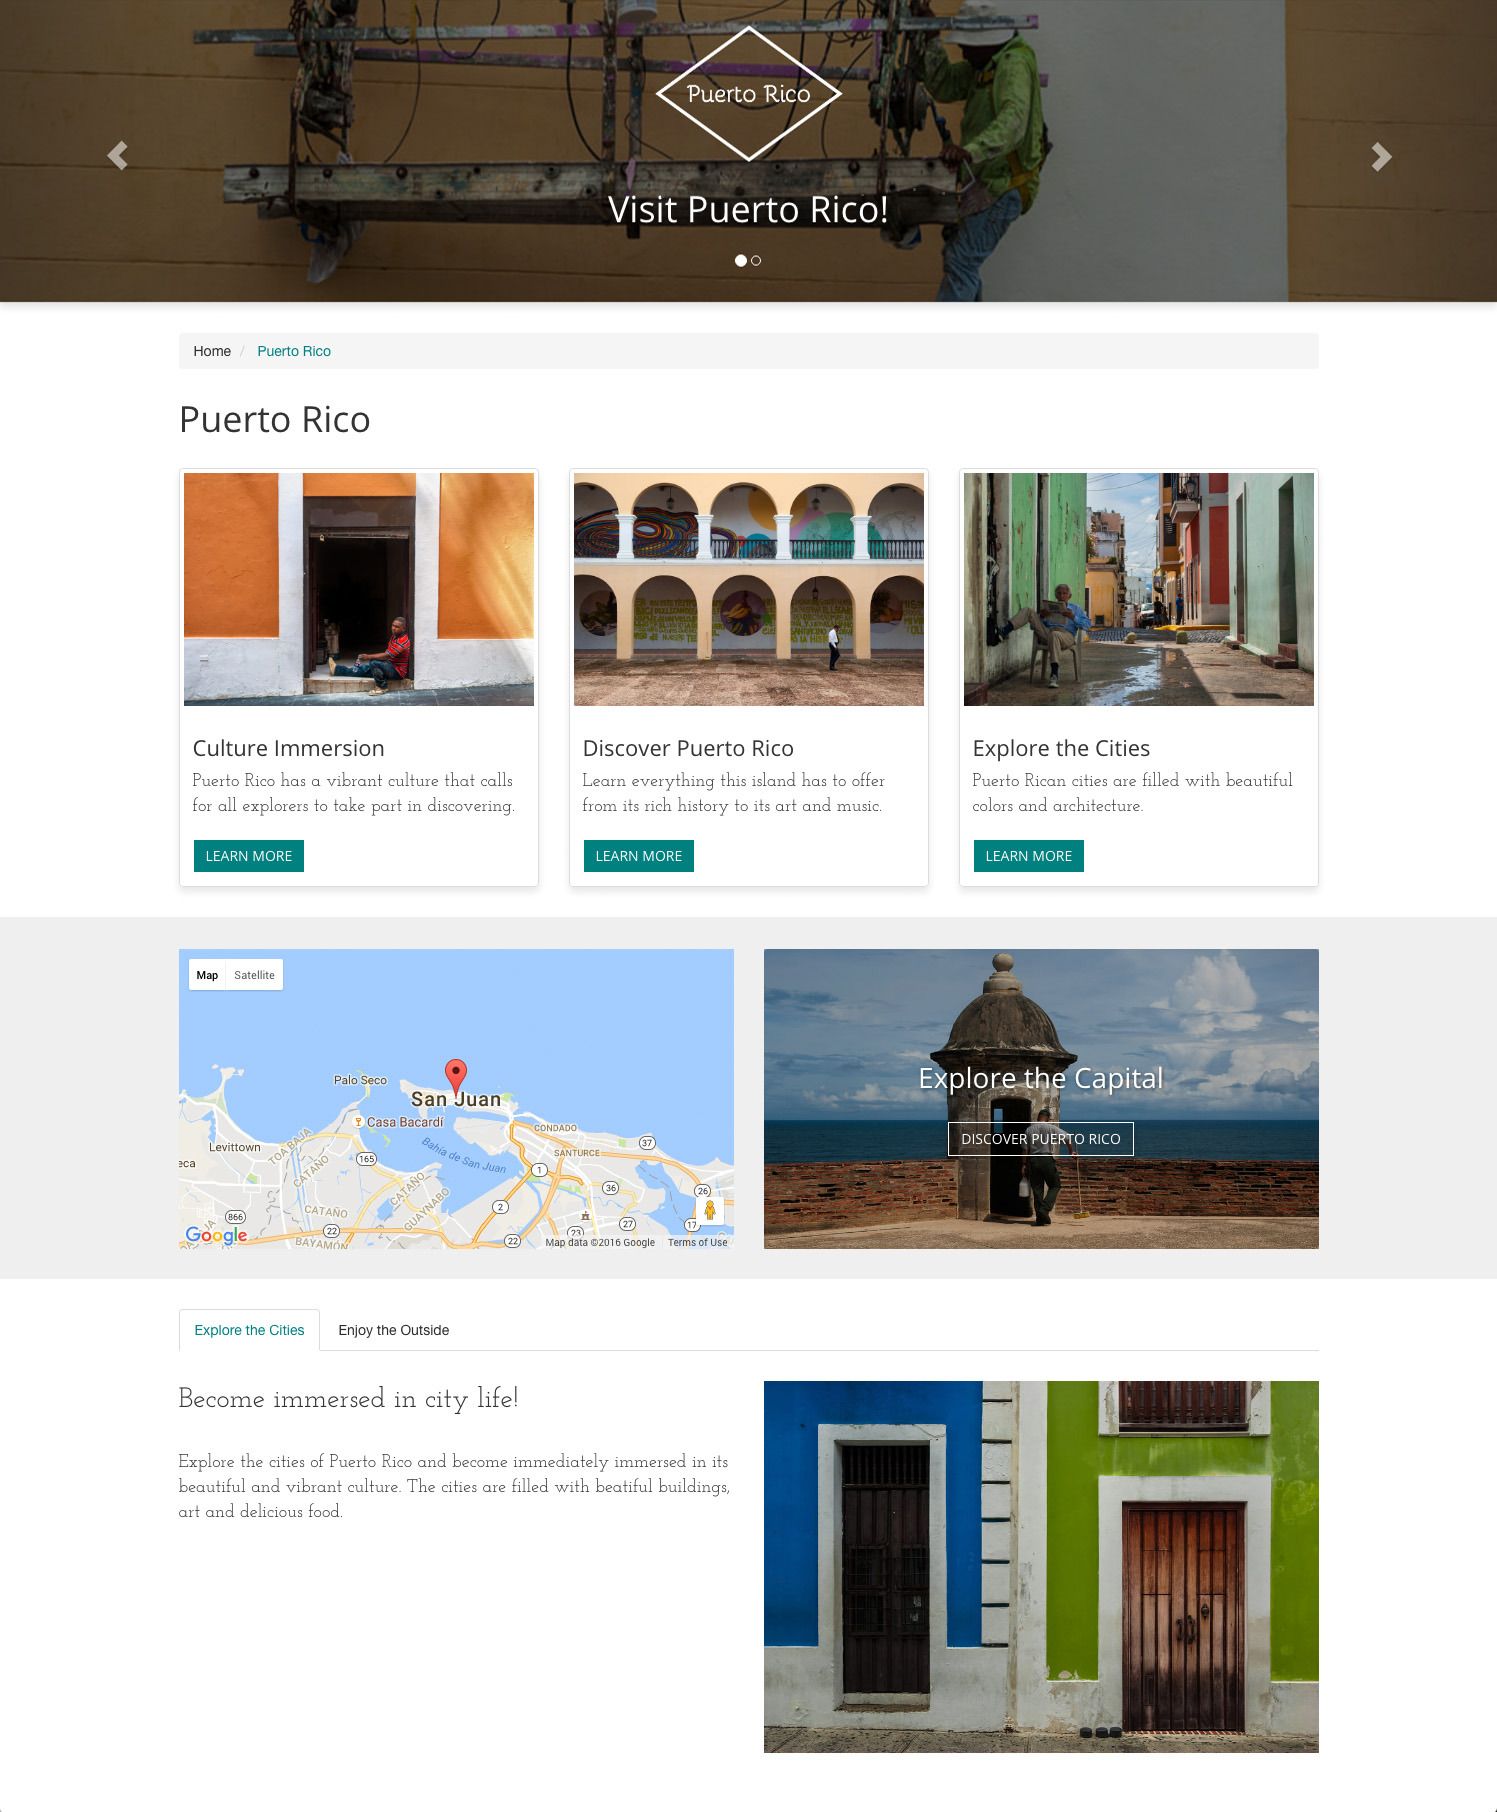 Puerto Rico
Visit Puerto Rico!
Home / Puerto Rico
Puerto Rico
Culture Immersion
Puerto Rico has a vibrant culture that calls
for all explorers to take part in discovering.
LEARN MORE
Discover Puerto Rico
Learn everything this island has to offer
from its rich history to its art and music.
LEARN MORE
Explore the Cities
Puerto Rican cities are filled with beautiful
colors and architecture.
LEARN MORE
Map Satellite
Palo Seco
San Juan
Casa Bacardí
Levittown
eca
TOA BAJA
CATAÑO
165
Bahía de San Juan
CONDADO
SANTURCE
37
1
36
26
2
CATAÑO
GUAYNABO
CATAÑO
866
22
BAYAMÓN
22
23
27
17
Google
Map data ©2016 Google Terms of Use
Explore the Capital
DISCOVER PUERTO RICO
Explore the Cities Enjoy the Outside
Become immersed in city life!
Explore the cities of Puerto Rico and become immediately immersed in its
beautiful and vibrant culture. The cities are filled with beatiful buildings,
art and delicious food.